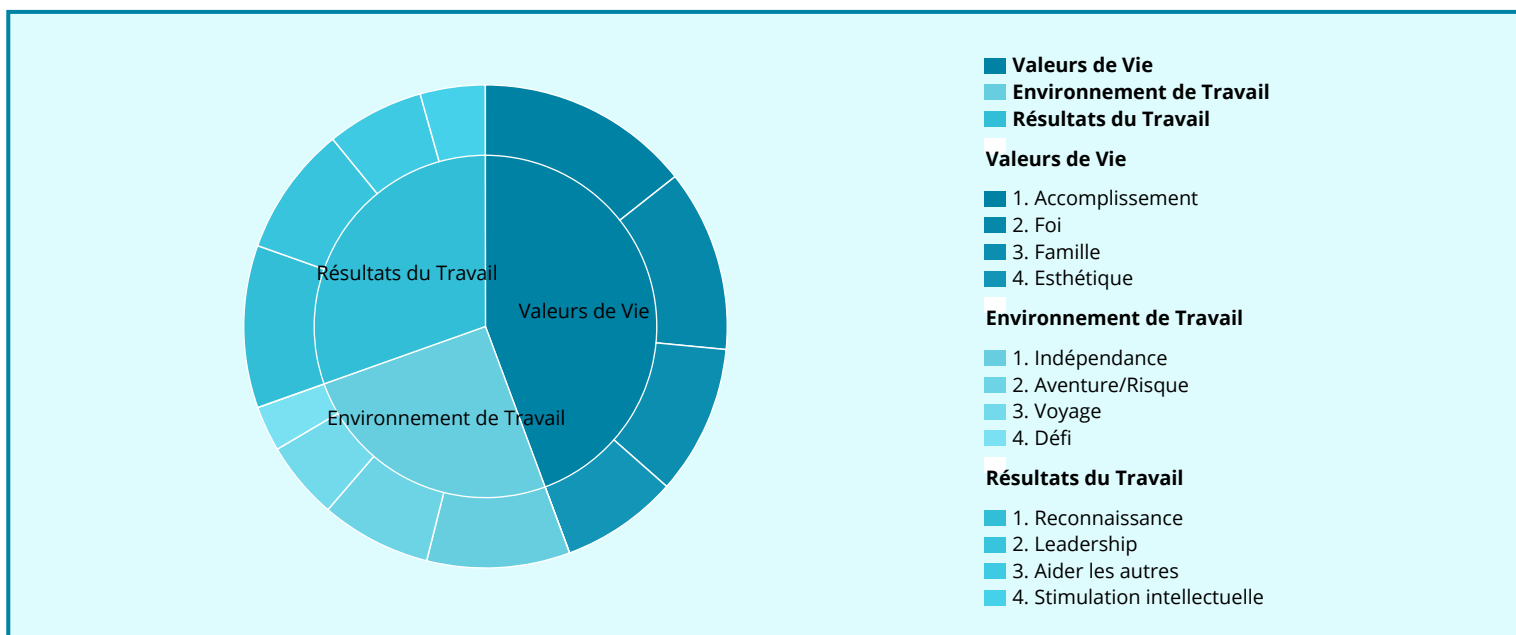 Résultats du Travail
Valeurs de Vie
Environnement de Travail
Valeurs de Vie
Environnement de Travail
Résultats du Travail
Valeurs de Vie
1. Accomplissement
2. Foi
3. Famille
4. Esthétique
Environnement de Travail
1. Indépendance
2. Aventure/Risque
3. Voyage
4. Défi
Résultats du Travail
1. Reconnaissance
2. Leadership
3. Aider les autres
4. Stimulation intellectuelle